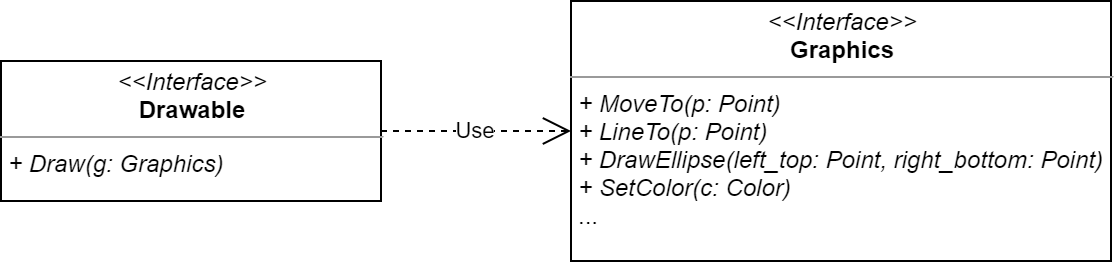 <<Interface>>
Drawable
+ Draw(g: Graphics)
Use
<<Interface>>
Graphics
+ MoveTo(p: Point)
+ LineTo(p: Point)
+ DrawEllipse(left_top: Point, right_bottom: Point)
+ SetColor(c: Color)
...